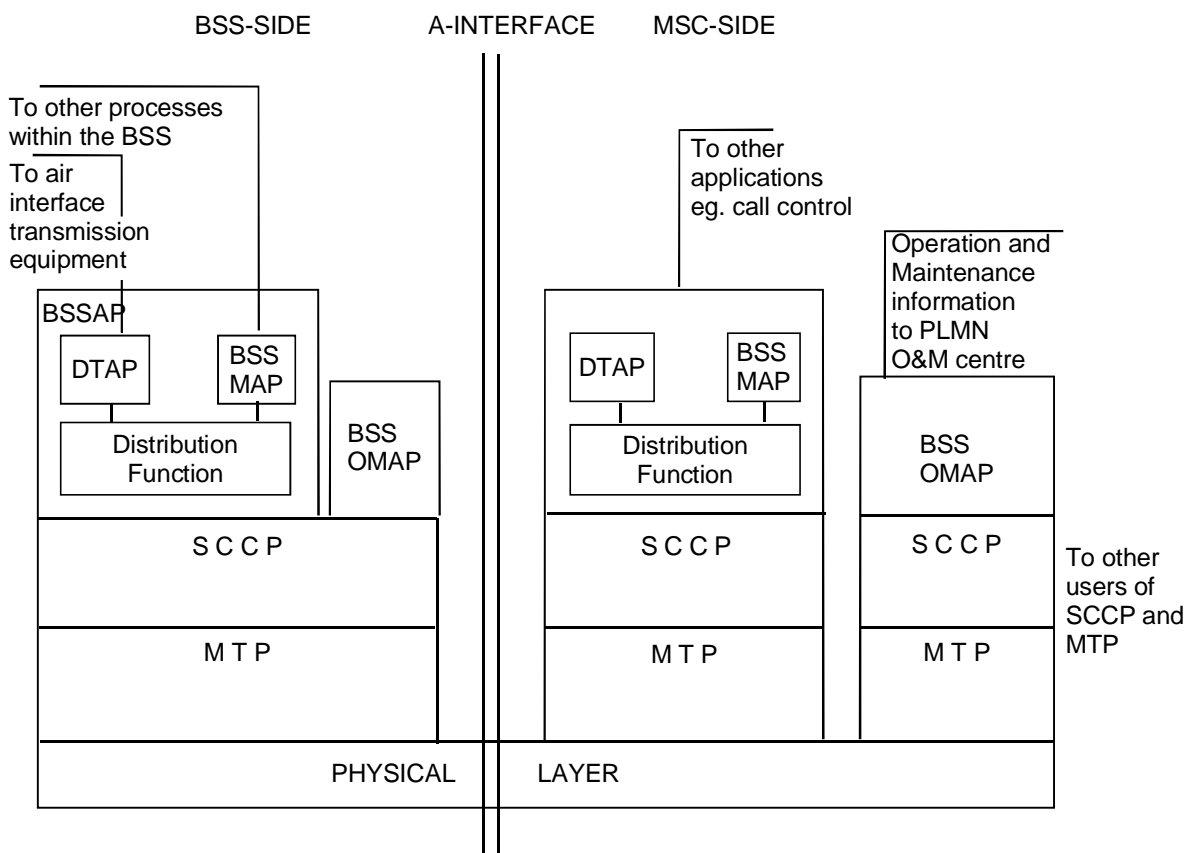 BSS-SIDE A-INTERFACE MSC-SIDE
To other processes
within the BSS
To air
interface
transmission
equipment
To other
applications
eg. call control
Operation and
Maintenance
information
to PLMN
O&M centre
BSSAP
DTAP
BSS
MAP
Distribution
Function
BSS
OMAP
DTAP
BSS
MAP
Distribution
Function
BSS
OMAP
S C C P
S C C P
S C C P
To other
users of
SCCP and
MTP
M T P
M T P
M T P
PHYSICAL LAYER